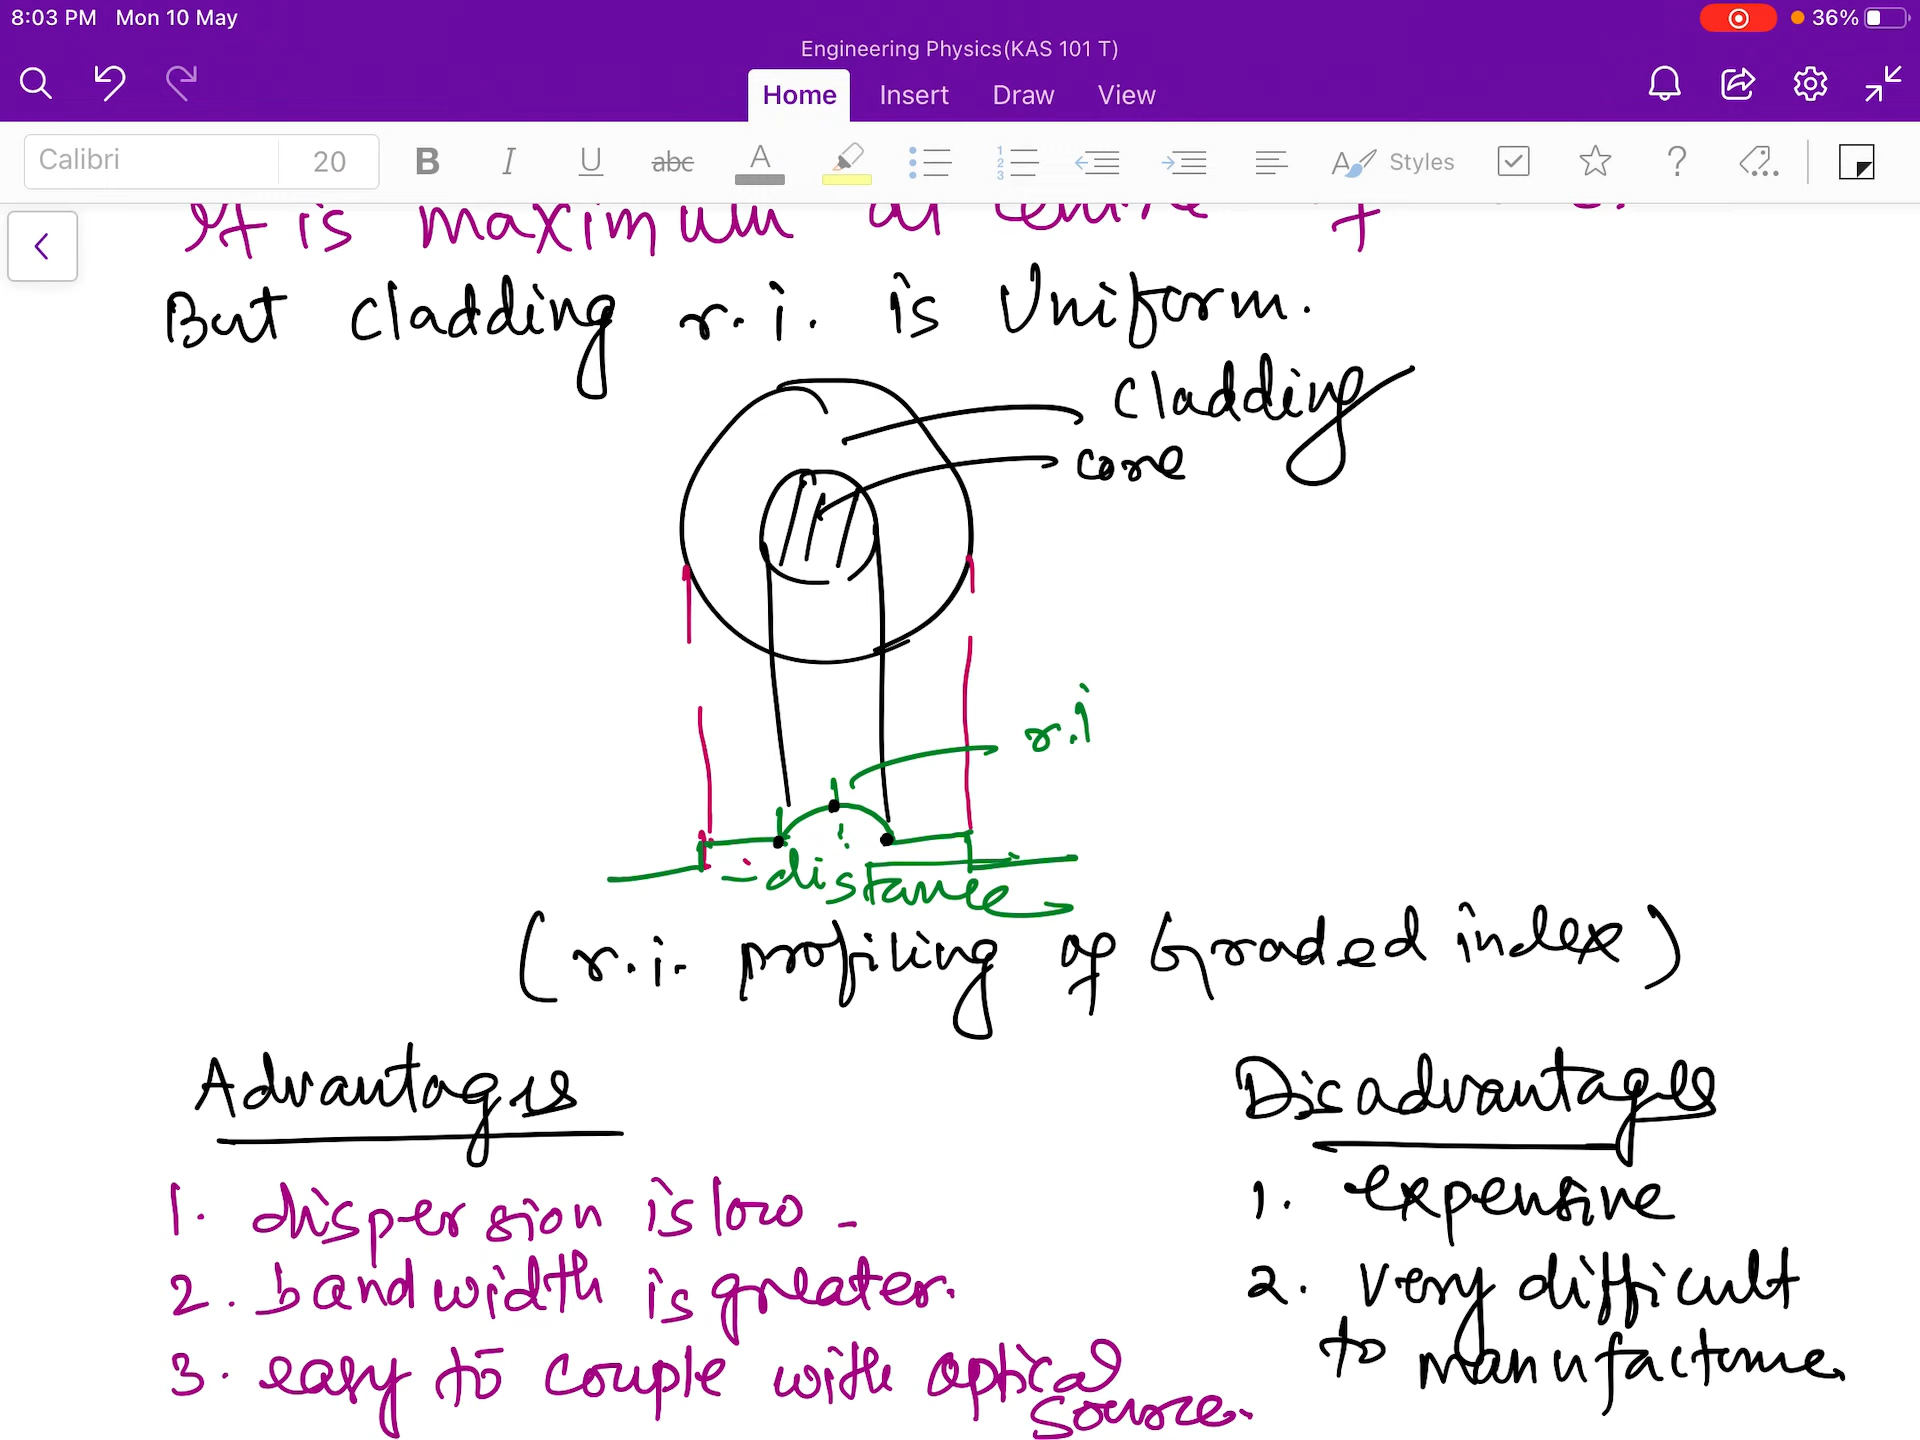 8:03 PM Mon 10 May
36%
Engineering Physics(KAS 101 T)
Home Insert Draw View
Calibri 20 B I U abc A Styles
It is maximum at centre of
But cladding r.i. is Uniform.
cladding
core
r.i
distance
(r.i. profiling of Graded index)
Advantages
Disadvantages
1. dispersion is low
1. expensive
2. bandwidth is greater.
2. very difficult
to manufacture.
3. easy to couple with optical
source.